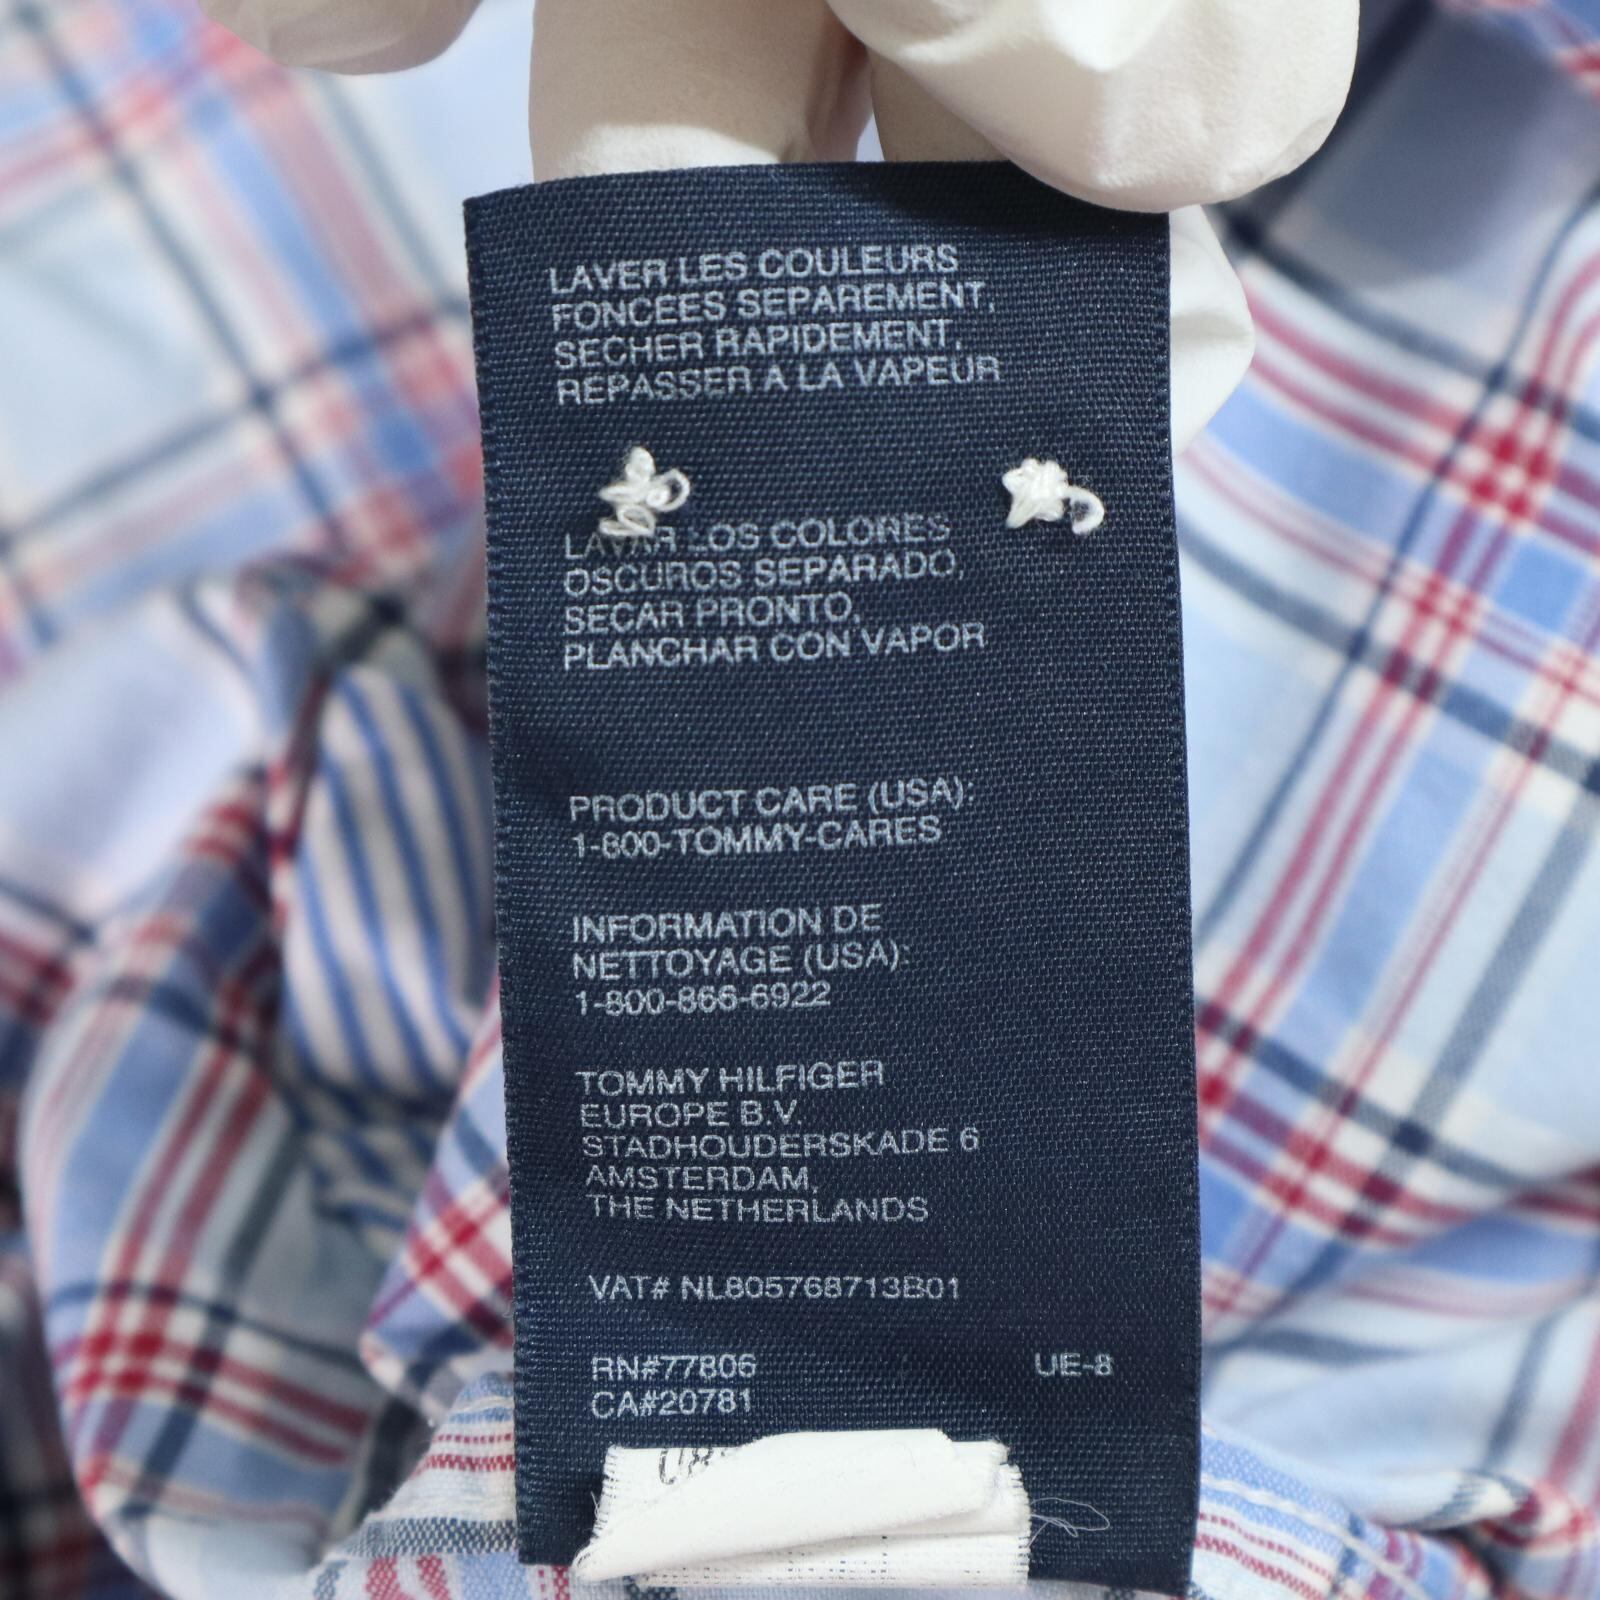 LAVER LES COULEURS
FONCEES SEPAREMENT,
SECHER RAPIDEMENT,
REPASSER A LA VAPEUR
LAVAR LOS COLORES
OSCUROS SEPARADO,
SECAR PRONTO,
PLANCHAR CON VAPOR
PRODUCT CARE (USA):
1-800-TOMMY-CARES
INFORMATION DE
NETTOYAGE (USA):
1-800-866-6922
TOMMY HILFIGER
EUROPE B.V.
STADHOUDERSKADE 6
AMSTERDAM,
THE NETHERLANDS
VAT# NL805768713B01
RN#77806 UE-8
CA#20781